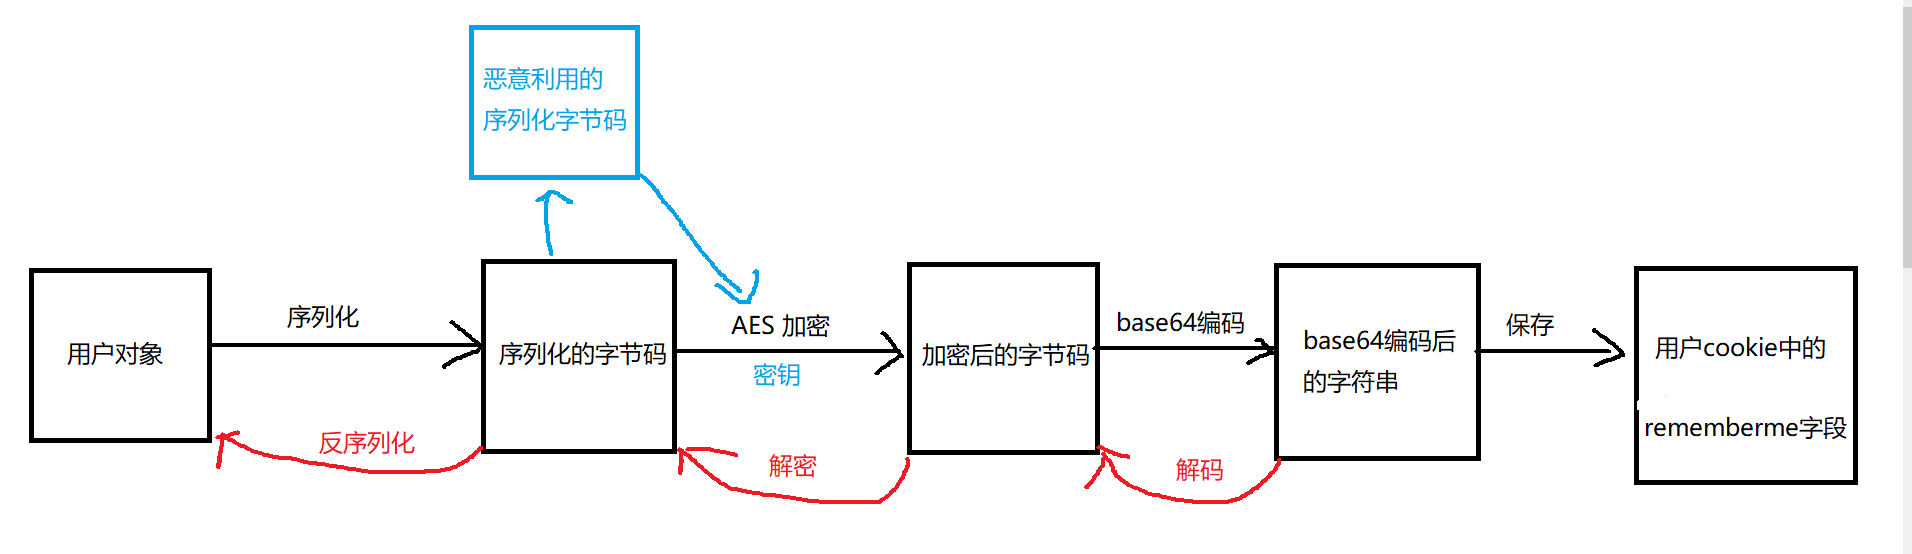 恶意利用的
序列化字节码
序列化
AES 加密
base64编码
保存
用户对象
序列化的字节码
密钥
加密后的字节码
base64编码后
的字符串
用户cookie中的
rememberme字段
反序列化
解密
解码